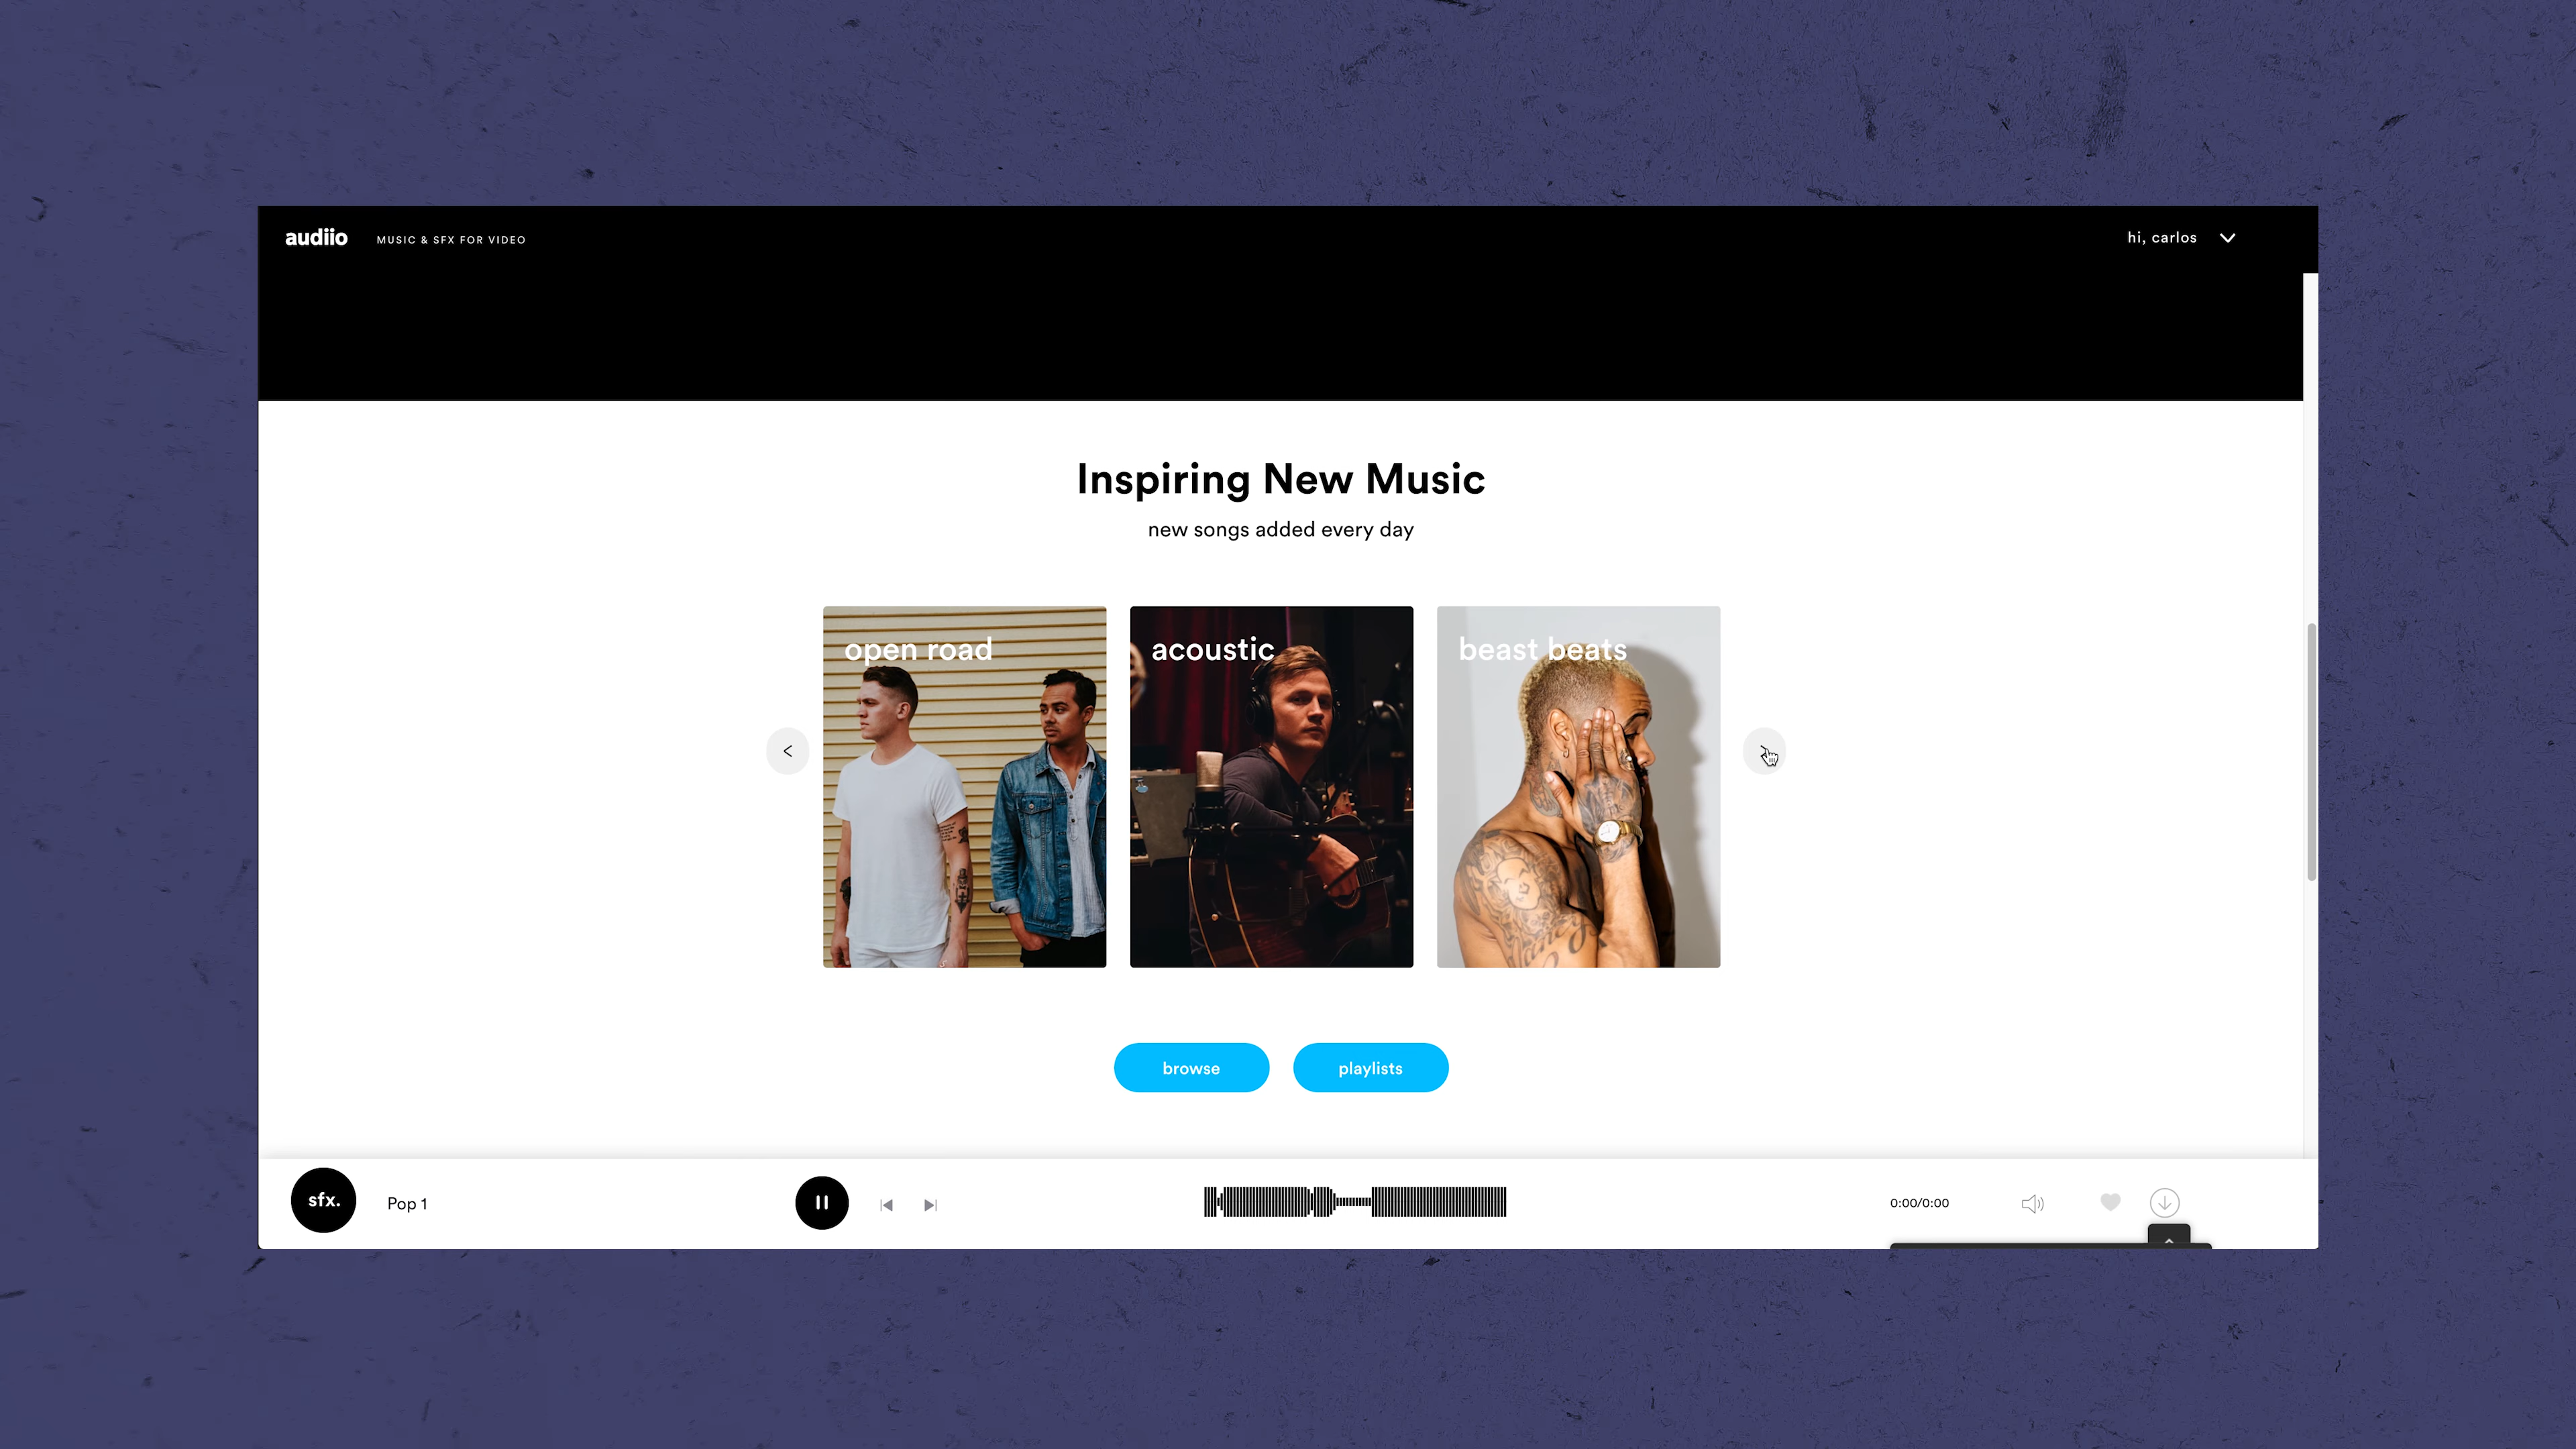 audiio
MUSIC & SFX FOR VIDEO
hi, carlos
Inspiring New Music
new songs added every day
open road
acoustic
beast beats
browse
playlists
sfx.
Pop 1
0:00/0:00